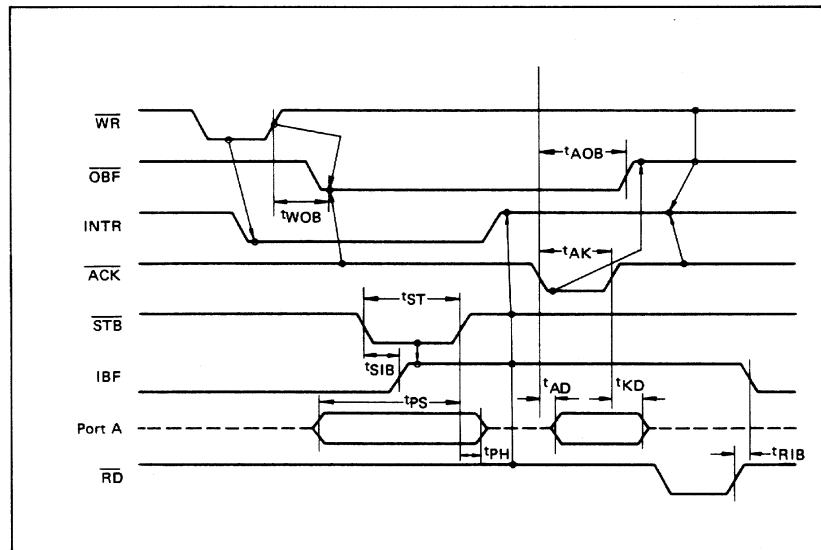 WR
tAOB
OBF
tWOB
INTR
tAK
ACK
tST
STB
tSIB
IBF
tAD
tKD
tPS
Port A
tPH
tRIB
RD